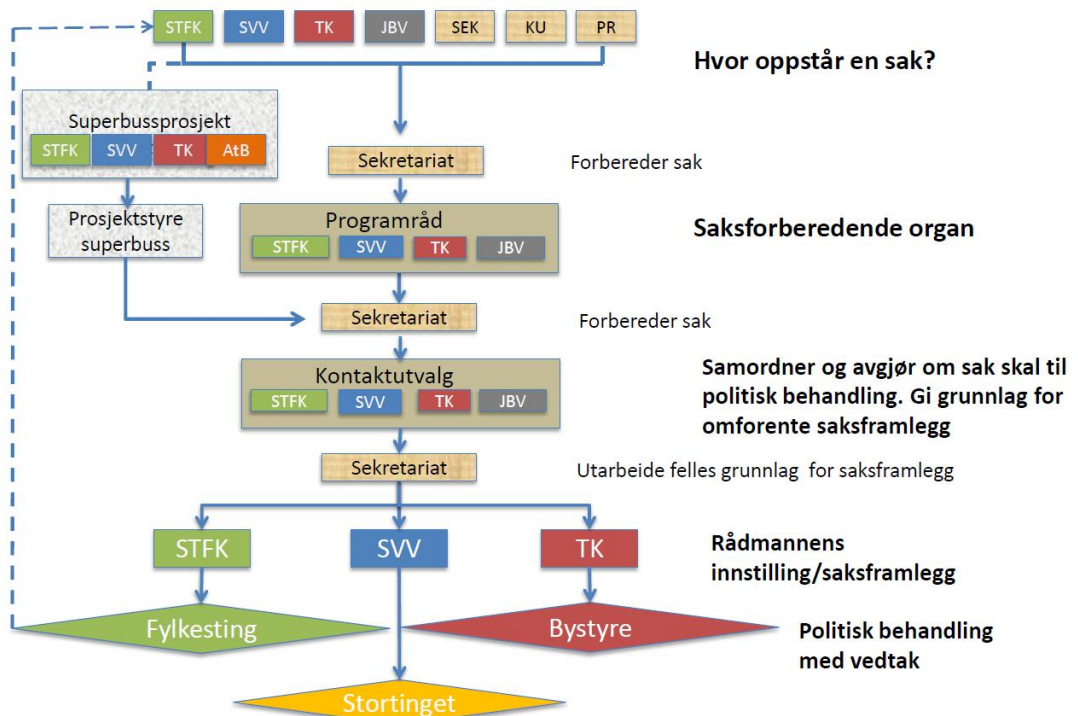 STFK SVV TK JBV SEK KU PR
Hvor oppstår en sak?
Superbussprosjekt
STFK SVV TK AtB
Sekretariat
Forbereder sak
Prosjektstyre
superbuss
Programråd
STFK SVV TK JBV
Saksforberedende organ
Sekretariat
Forbereder sak
Kontaktutvalg
STFK SVV TK JBV
Samordner og avgjør om sak skal til
politisk behandling. Gi grunnlag for
omforente saksframlegg
Sekretariat
Utarbeide felles grunnlag for saksframlegg
STFK SVV TK
Rådmannens
innstilling/saksframlegg
Fylkesting
Bystyre
Politisk behandling
med vedtak
Stortinget